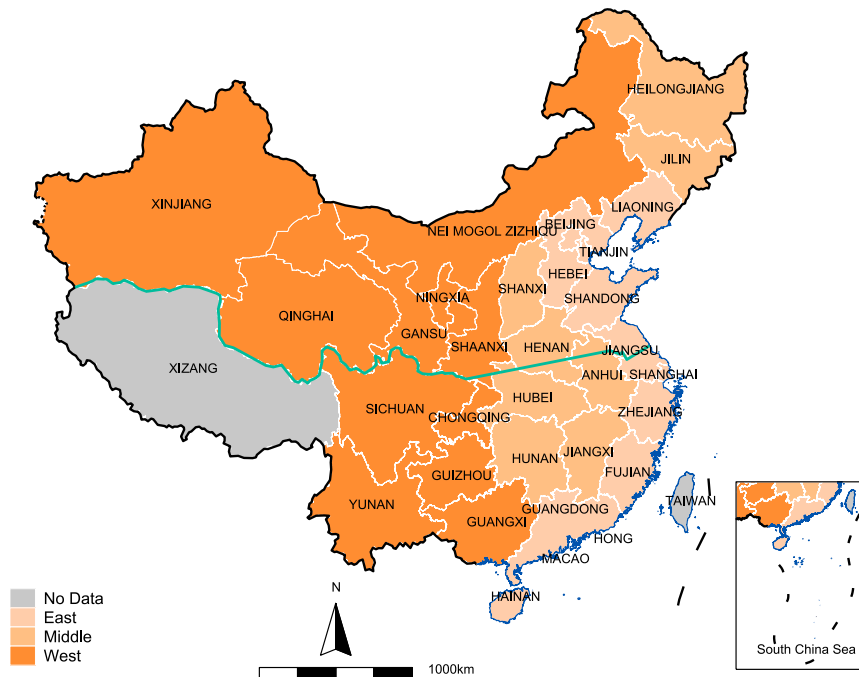 HEILONGJIANG
JILIN
XINJIANG
LIAONING
NEI MOGOL ZIZHIQU
BEIJING
TIANJIN
HEBEI
SHANXI
NINGXIA
SHANDONG
QINGHAI
GANSU
SHAANXI
HENAN
JIANGSU
XIZANG
ANHUI
SHANGHAI
SICHUAN
HUBEI
CHONGQING
ZHEJIANG
HUNAN
JIANGXI
GUIZHOU
FUJIAN
YUNAN
GUANGXI
GUANGDONG
TAIWAN
HONG
MACAO
HAINAN
No Data
East
Middle
West
N
1000km
South China Sea